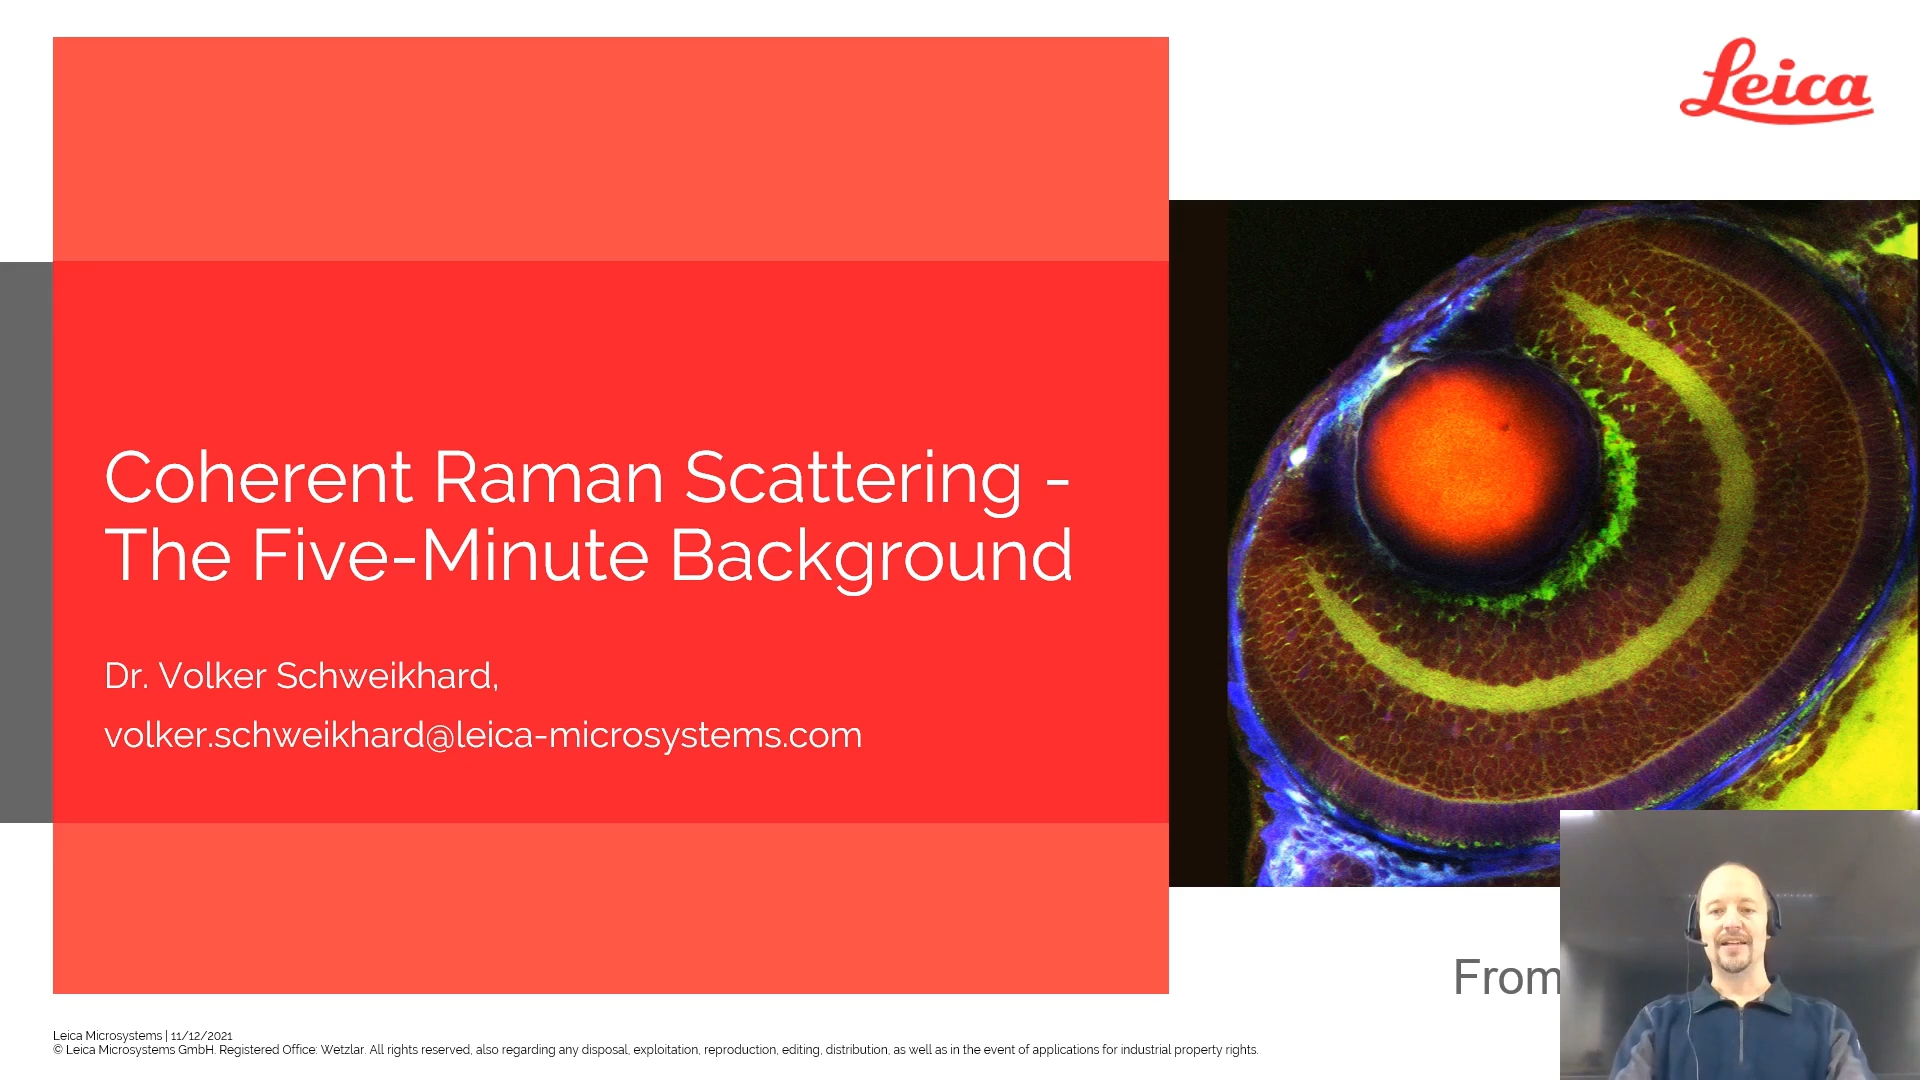 Leica
Coherent Raman Scattering -
The Five-Minute Background
Dr. Volker Schweikhard,
volker.schweikhard@leica-microsystems.com
From
Leica Microsystems | 11/12/2021
© Leica Microsystems GmbH. Registered Office: Wetzlar. All rights reserved, also regarding any disposal, exploitation, reproduction, editing, distribution, as well as in the event of applications for industrial property rights.